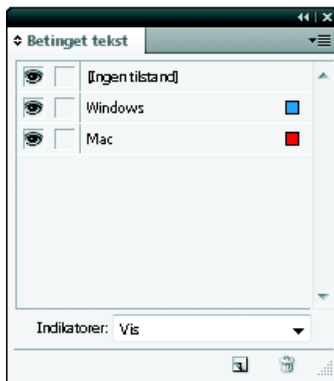 Betinget tekst
[Ingen tilstand]
Windows
Mac
Indikatorer: Vis